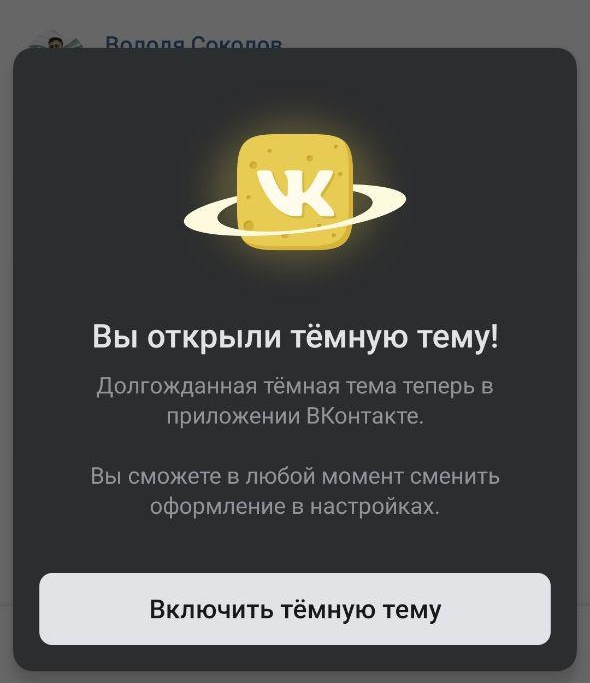 Володя Соколов
VK
Вы открыли тёмную тему!
Долгожданная тёмная тема теперь в
приложении ВКонтакте.
Вы сможете в любой момент сменить
оформление в настройках.
Включить тёмную тему